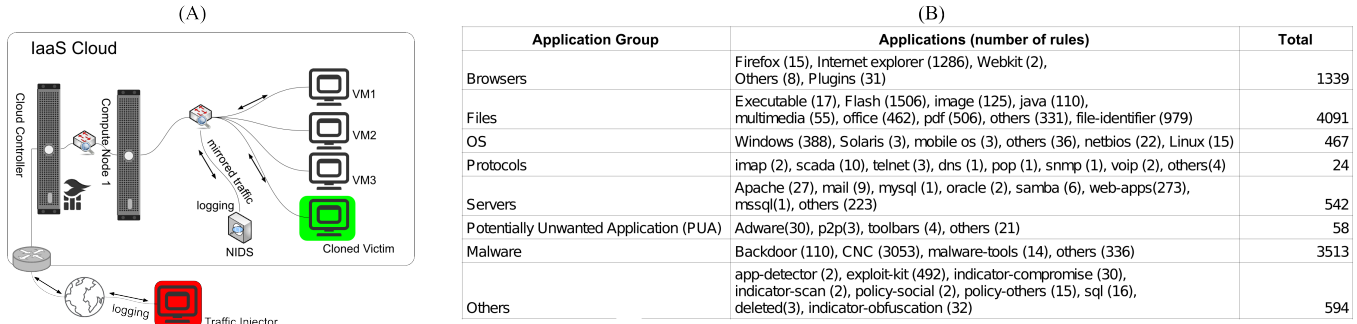 (A)
IaaS Cloud
Cloud Controller
Compute Node 1
VM1
VM2
VM3
mirrored traffic
logging
NIDS
Cloned Victim
logging
Traffic Injector
(B)
Application Group Applications (number of rules) Total
Firefox (15), Internet explorer (1286), Webkit (2),
Browsers Others (8), Plugins (31) 1339
Executable (17), Flash (1506), image (125), java (110),
Files multimedia (55), office (462), pdf (506), others (331), file-identifier (979) 4091
OS Windows (388), Solaris (3), mobile os (3), others (36), netbios (22), Linux (15) 467
Protocols imap (2), scada (10), telnet (3), dns (1), pop (1), snmp (1), voip (2), others(4) 24
Apache (27), mail (9), mysql (1), oracle (2), samba (6), web-apps(273),
Servers mssql(1), others (223) 542
Potentially Unwanted Application (PUA) Adware(30), p2p(3), toolbars (4), others (21) 58
Malware Backdoor (110), CNC (3053), malware-tools (14), others (336) 3513
app-detector (2), exploit-kit (492), indicator-compromise (30),
indicator-scan (2), policy-social (2), policy-others (15), sql (16),
Others deleted(3), indicator-obfuscation (32) 594